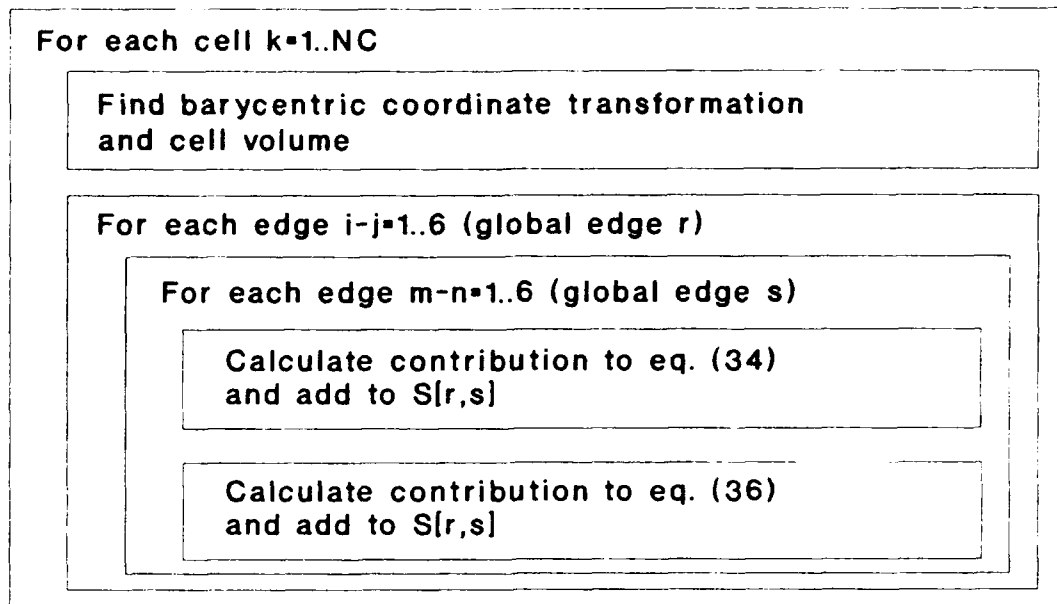 For each cell k=1..NC
Find barycentric coordinate transformation
and cell volume
For each edge i-j=1..6 (global edge r)
For each edge m-n=1..6 (global edge s)
Calculate contribution to eq. (34)
and add to S[r,s]
Calculate contribution to eq. (36)
and add to S[r,s]